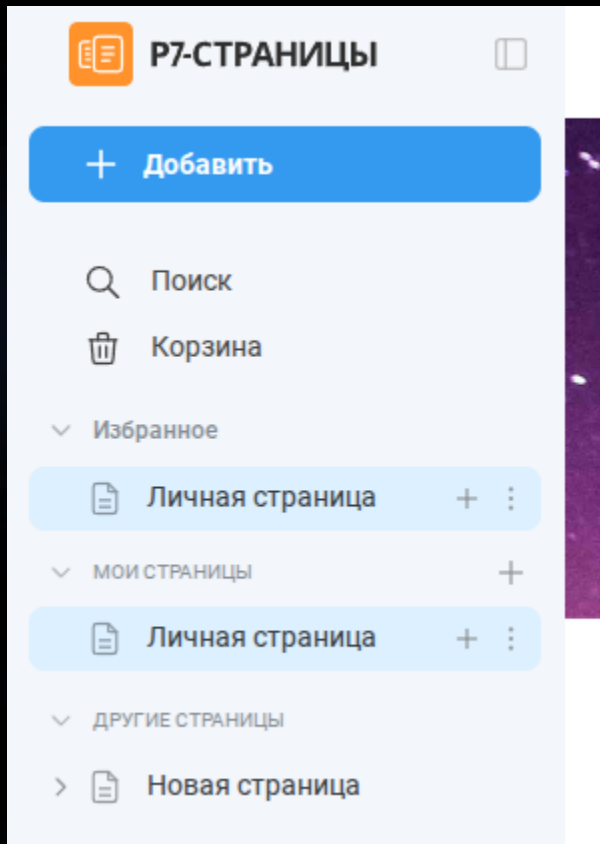 Р7-СТРАНИЦЫ
Добавить
Поиск
Корзина
Избранное
Личная страница
МОИ СТРАНИЦЫ
Личная страница
ДРУГИЕ СТРАНИЦЫ
Новая страница